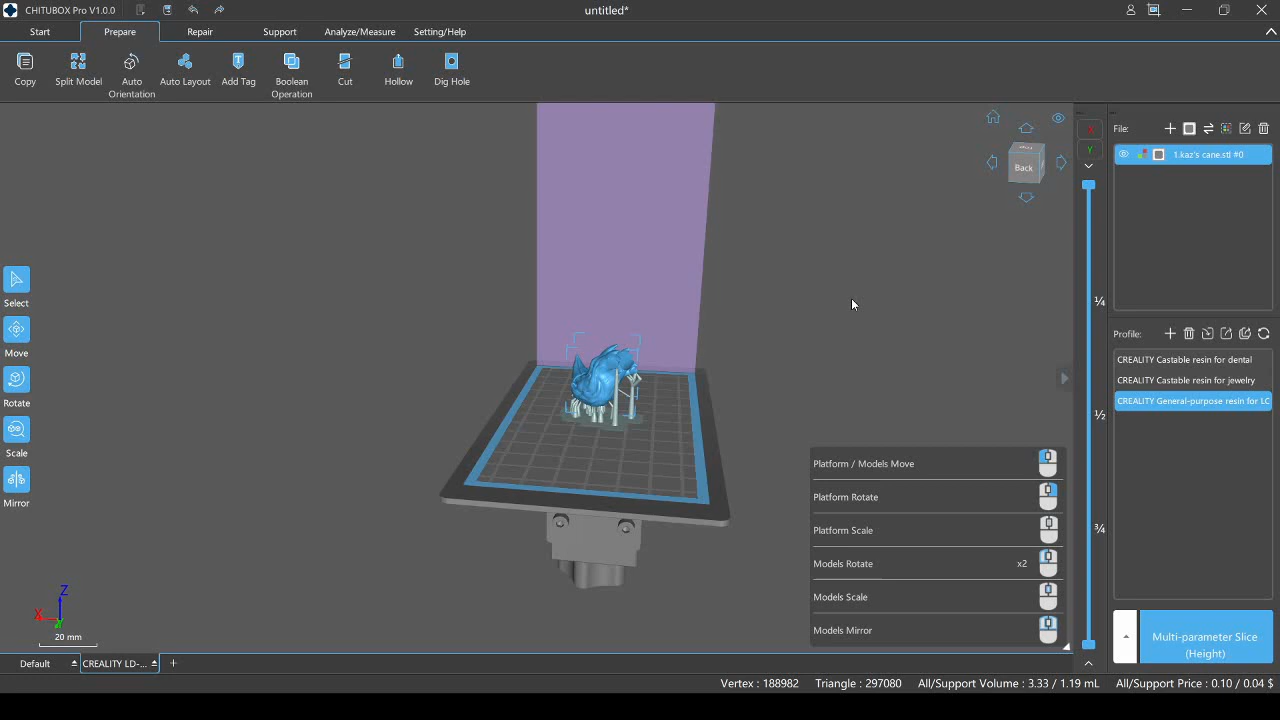 CHITUBOX Pro V1.0.0
untitled*
Start
Prepare
Repair
Support
Analyze/Measure
Setting/Help
Copy
Split Model
Auto
Orientation
Auto Layout
Add Tag
Boolean
Operation
Cut
Hollow
Dig Hole
X
Y
File:
1.kaz's cane.stl #0
Back
Select
Move
Rotate
Scale
Mirror
¼
½
¾
Profile:
CREALITY Castable resin for dental
CREALITY Castable resin for jewelry
CREALITY General-purpose resin for LC
Platform / Models Move
Platform Rotate
Platform Scale
Models Rotate x2
Models Scale
Models Mirror
Z
X
Y
20 mm
Multi-parameter Slice
(Height)
Default
CREALITY LD-...
Vertex : 188982 Triangle : 297080 All/Support Volume : 3.33 / 1.19 mL All/Support Price : 0.10 / 0.04 $